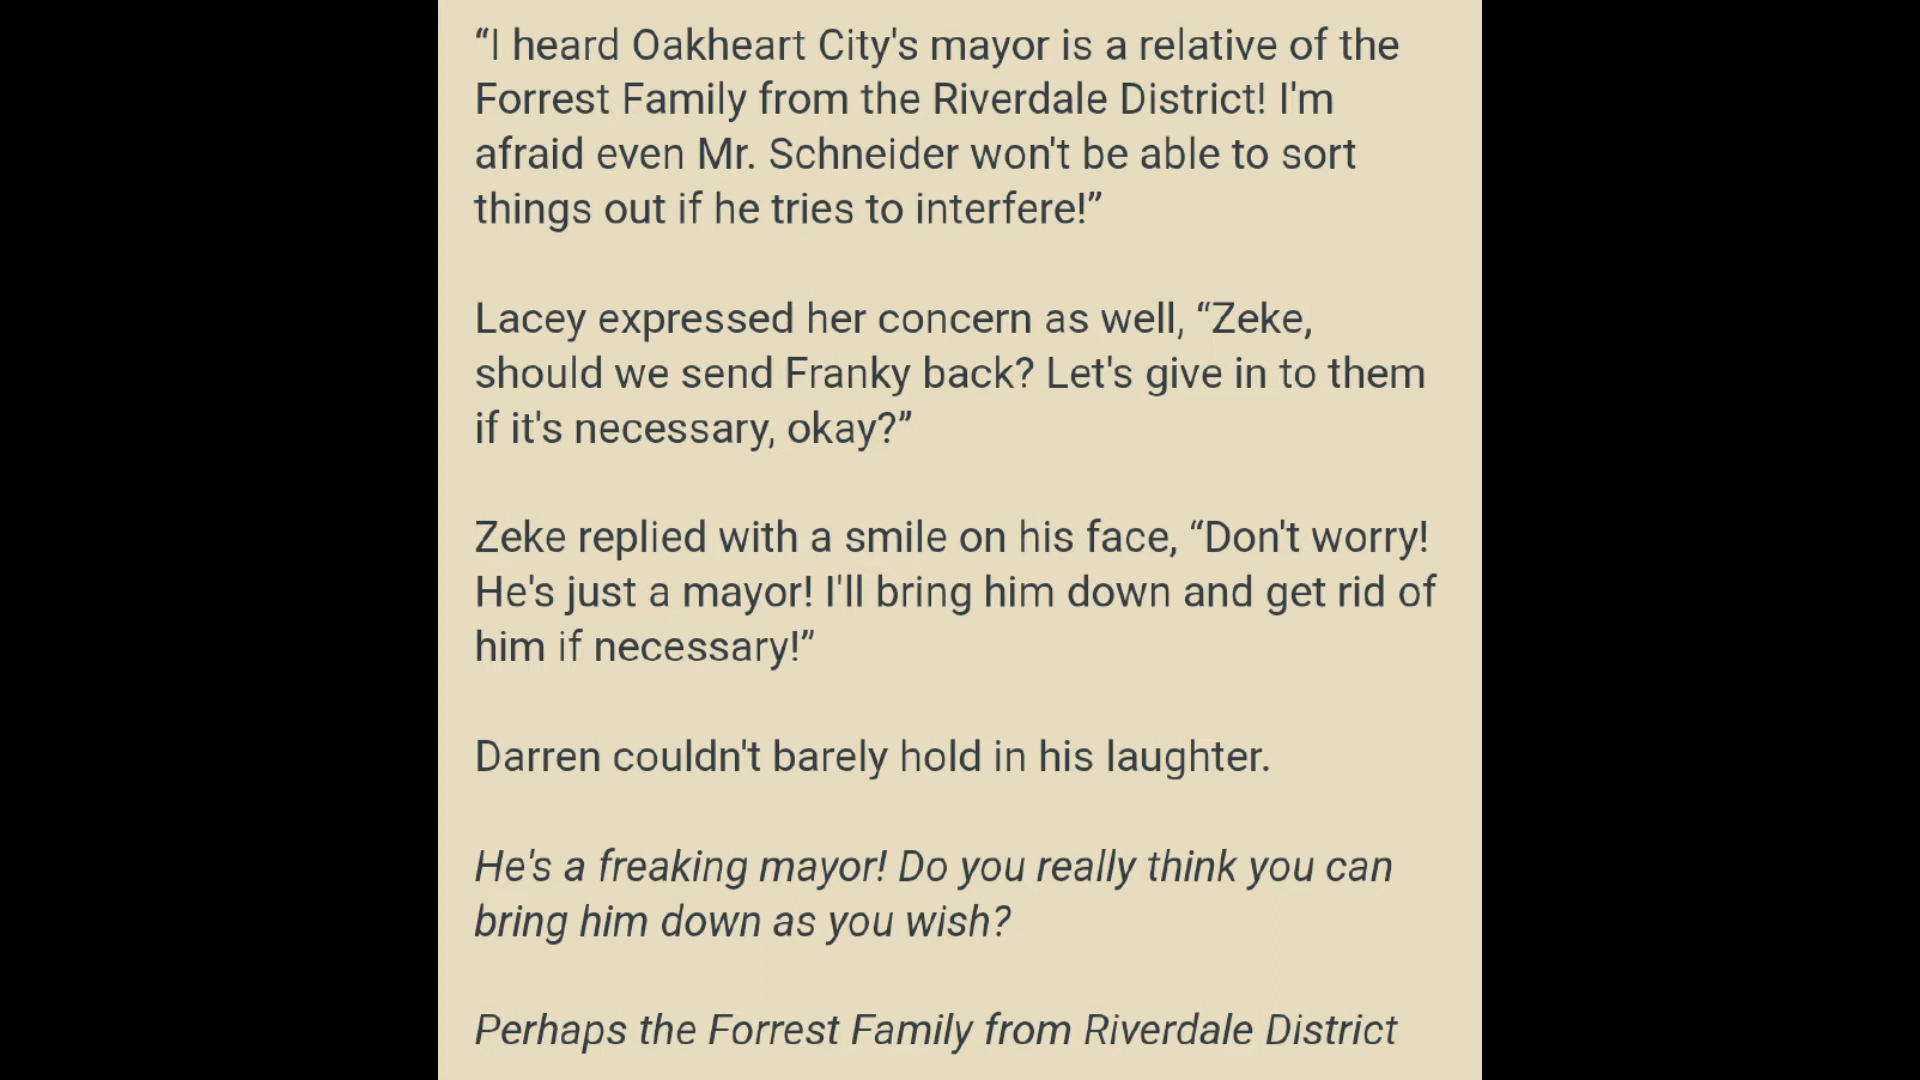 “I heard Oakheart City's mayor is a relative of the
Forrest Family from the Riverdale District! I'm
afraid even Mr. Schneider won't be able to sort
things out if he tries to interfere!”
Lacey expressed her concern as well, “Zeke,
should we send Franky back? Let's give in to them
if it's necessary, okay?”
Zeke replied with a smile on his face, “Don't worry!
He's just a mayor! I'll bring him down and get rid of
him if necessary!”
Darren couldn't barely hold in his laughter.
He's a freaking mayor! Do you really think you can
bring him down as you wish?
Perhaps the Forrest Family from Riverdale District